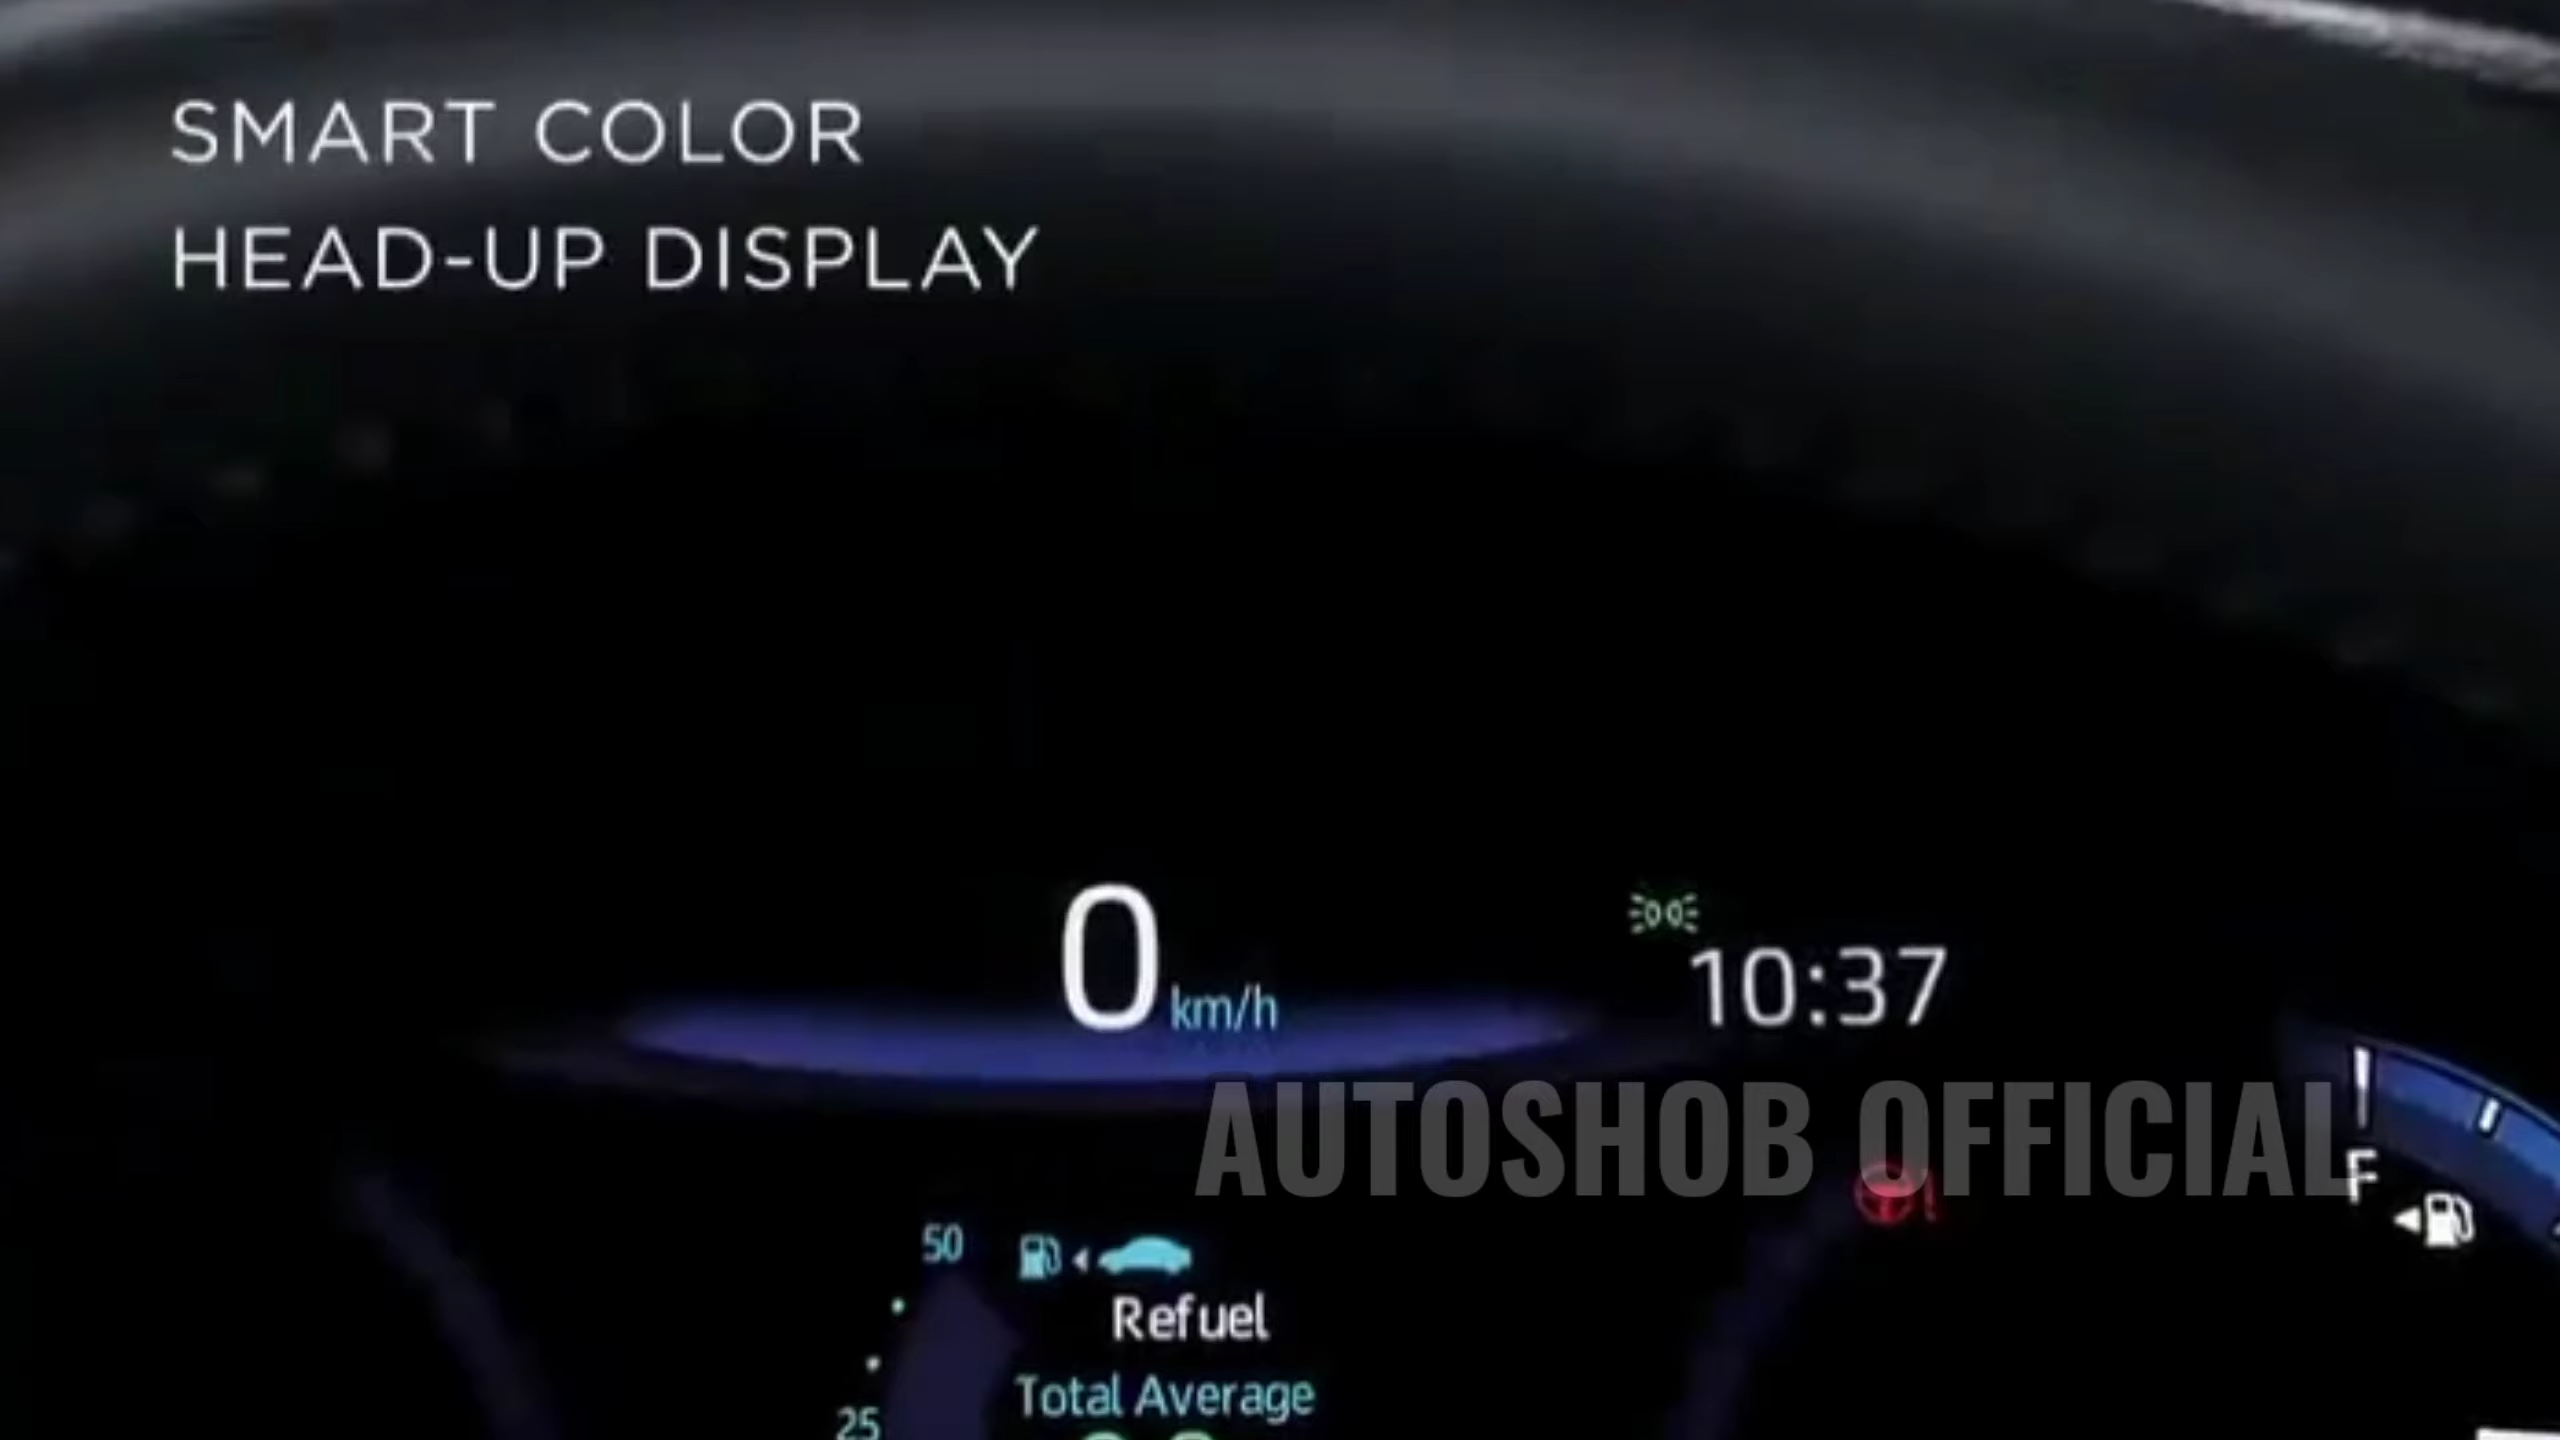 SMART COLOR
HEAD-UP DISPLAY
0 km/h
10:37
AUTOSHOB OFFICIAL
F
50
Refuel
Total Average
25